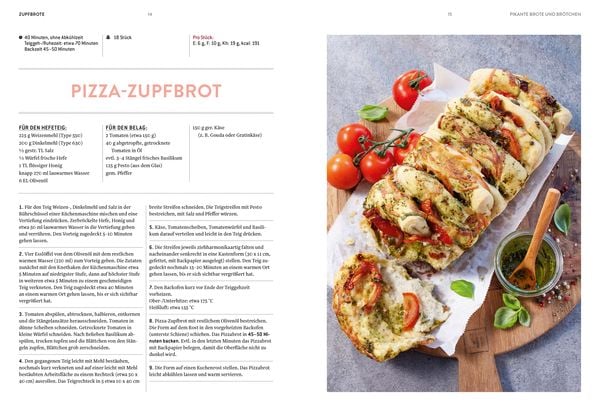 ZUPFBROTE
14
15
PIKANTE BROTE UND BRÖTCHEN
40 Minuten, ohne Abkühlzeit
Teiggeh-/Ruhezeit: etwa 70 Minuten
Backzeit 45–50 Minuten
18 Stück
Pro Stück:
E: 6 g, F: 10 g, Kh: 19 g, kcal: 191
PIZZA-ZUPFBROT
FÜR DEN HEFETEIG:
225 g Weizenmehl (Type 550)
200 g Dinkelmehl (Type 630)
½ gestr. TL Salz
½ Würfel frische Hefe
1 TL flüssiger Honig
knapp 270 ml lauwarmes Wasser
6 EL Olivenöl
FÜR DEN BELAG:
2 Tomaten (etwa 150 g)
40 g abgetropfte, getrocknete
Tomaten in Öl
evtl. 3–4 Stängel frisches Basilikum
125 g Pesto (aus dem Glas)
gem. Pfeffer
150 g ger. Käse
(z. B. Gouda oder Gratinkäse)
1. Für den Teig Weizen-, Dinkelmehl und Salz in der
Rührschüssel einer Küchenmaschine mischen und eine
Vertiefung eindrücken. Zerbröckelte Hefe, Honig und
etwa 50 ml lauwarmes Wasser in die Vertiefung geben
und verrühren. Den Vorteig zugedeckt 5–10 Minuten
gehen lassen.
2. Vier Esslöffel von dem Olivenöl mit dem restlichen
warmen Wasser (220 ml) zum Vorteig geben. Die Zutaten
zunächst mit den Knethaken der Küchenmaschine etwa
5 Minuten auf niedrigster Stufe, dann auf höchster Stufe
in weiteren etwa 5 Minuten zu einem geschmeidigen
Teig verkneten. Den Teig zugedeckt etwa 40 Minuten
an einem warmen Ort gehen lassen, bis er sich sichtbar
vergrößert hat.
3. Tomaten abspülen, abtrocknen, halbieren, entkernen
und die Stängelansätze herausschneiden. Tomaten in
dünne Scheiben schneiden. Getrocknete Tomaten in
kleine Würfel schneiden. Nach Belieben Basilikum ab-
spülen, trocken tupfen und die Blättchen von den Stän-
geln zupfen, Blättchen grob zerschneiden.
4. Den gegangenen Teig leicht mit Mehl bestäuben,
nochmals kurz verkneten und auf einer leicht mit Mehl
bestäubten Arbeitsfläche zu einem Rechteck (etwa 50 x
40 cm) ausrollen. Das Teigrechteck in 5 etwa 10 x 40 cm
breite Streifen schneiden. Die Teigstreifen mit Pesto
bestreichen, mit Salz und Pfeffer würzen.
5. Käse, Tomatenscheiben, Tomatenwürfel und Basili-
kum darauf verteilen und leicht in den Teig drücken.
6. Die Streifen jeweils ziehharmonikaartig falten und
nacheinander senkrecht in eine Kastenform (30 x 11 cm,
gefettet, mit Backpapier ausgelegt) stellen. Den Teig zu-
gedeckt nochmals 15–20 Minuten an einem warmen Ort
gehen lassen, bis er sich sichtbar vergrößert hat.
7. Den Backofen kurz vor Ende der Teiggehzeit
vorheizen.
Ober-/Unterhitze: etwa 175 °C
Heißluft: etwa 155 °C
8. Pizza-Zupfbrot mit restlichem Olivenöl bestreichen.
Die Form auf dem Rost in den vorgeheizten Backofen
(unterste Schiene) schieben. Das Pizzabrot in 45–50 Mi-
nuten backen. Evtl. in den letzten Minuten das Pizzabrot
mit Backpapier belegen, damit die Oberfläche nicht zu
dunkel wird.
9. Die Form auf einen Kuchenrost stellen. Das Pizzabrot
leicht abkühlen lassen und warm servieren.